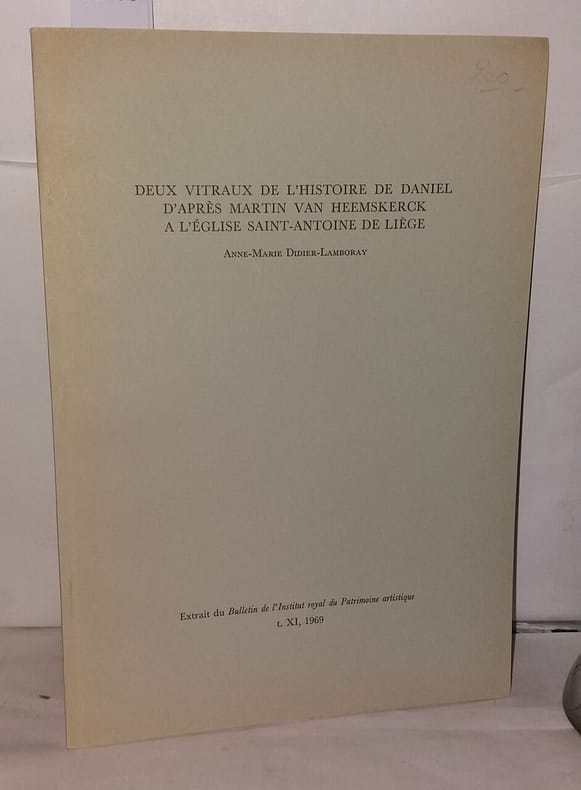 DEUX VITRAUX DE L'HISTOIRE DE DANIEL
D'APRÈS MARTIN VAN HEEMSKERCK
A L'ÉGLISE SAINT-ANTOINE DE LIÈGE
ANNE-MARIE DIDIER-LAMBORAY
Extrait du Bulletin de l'Institut royal du Patrimoine artistique
t. XI, 1969